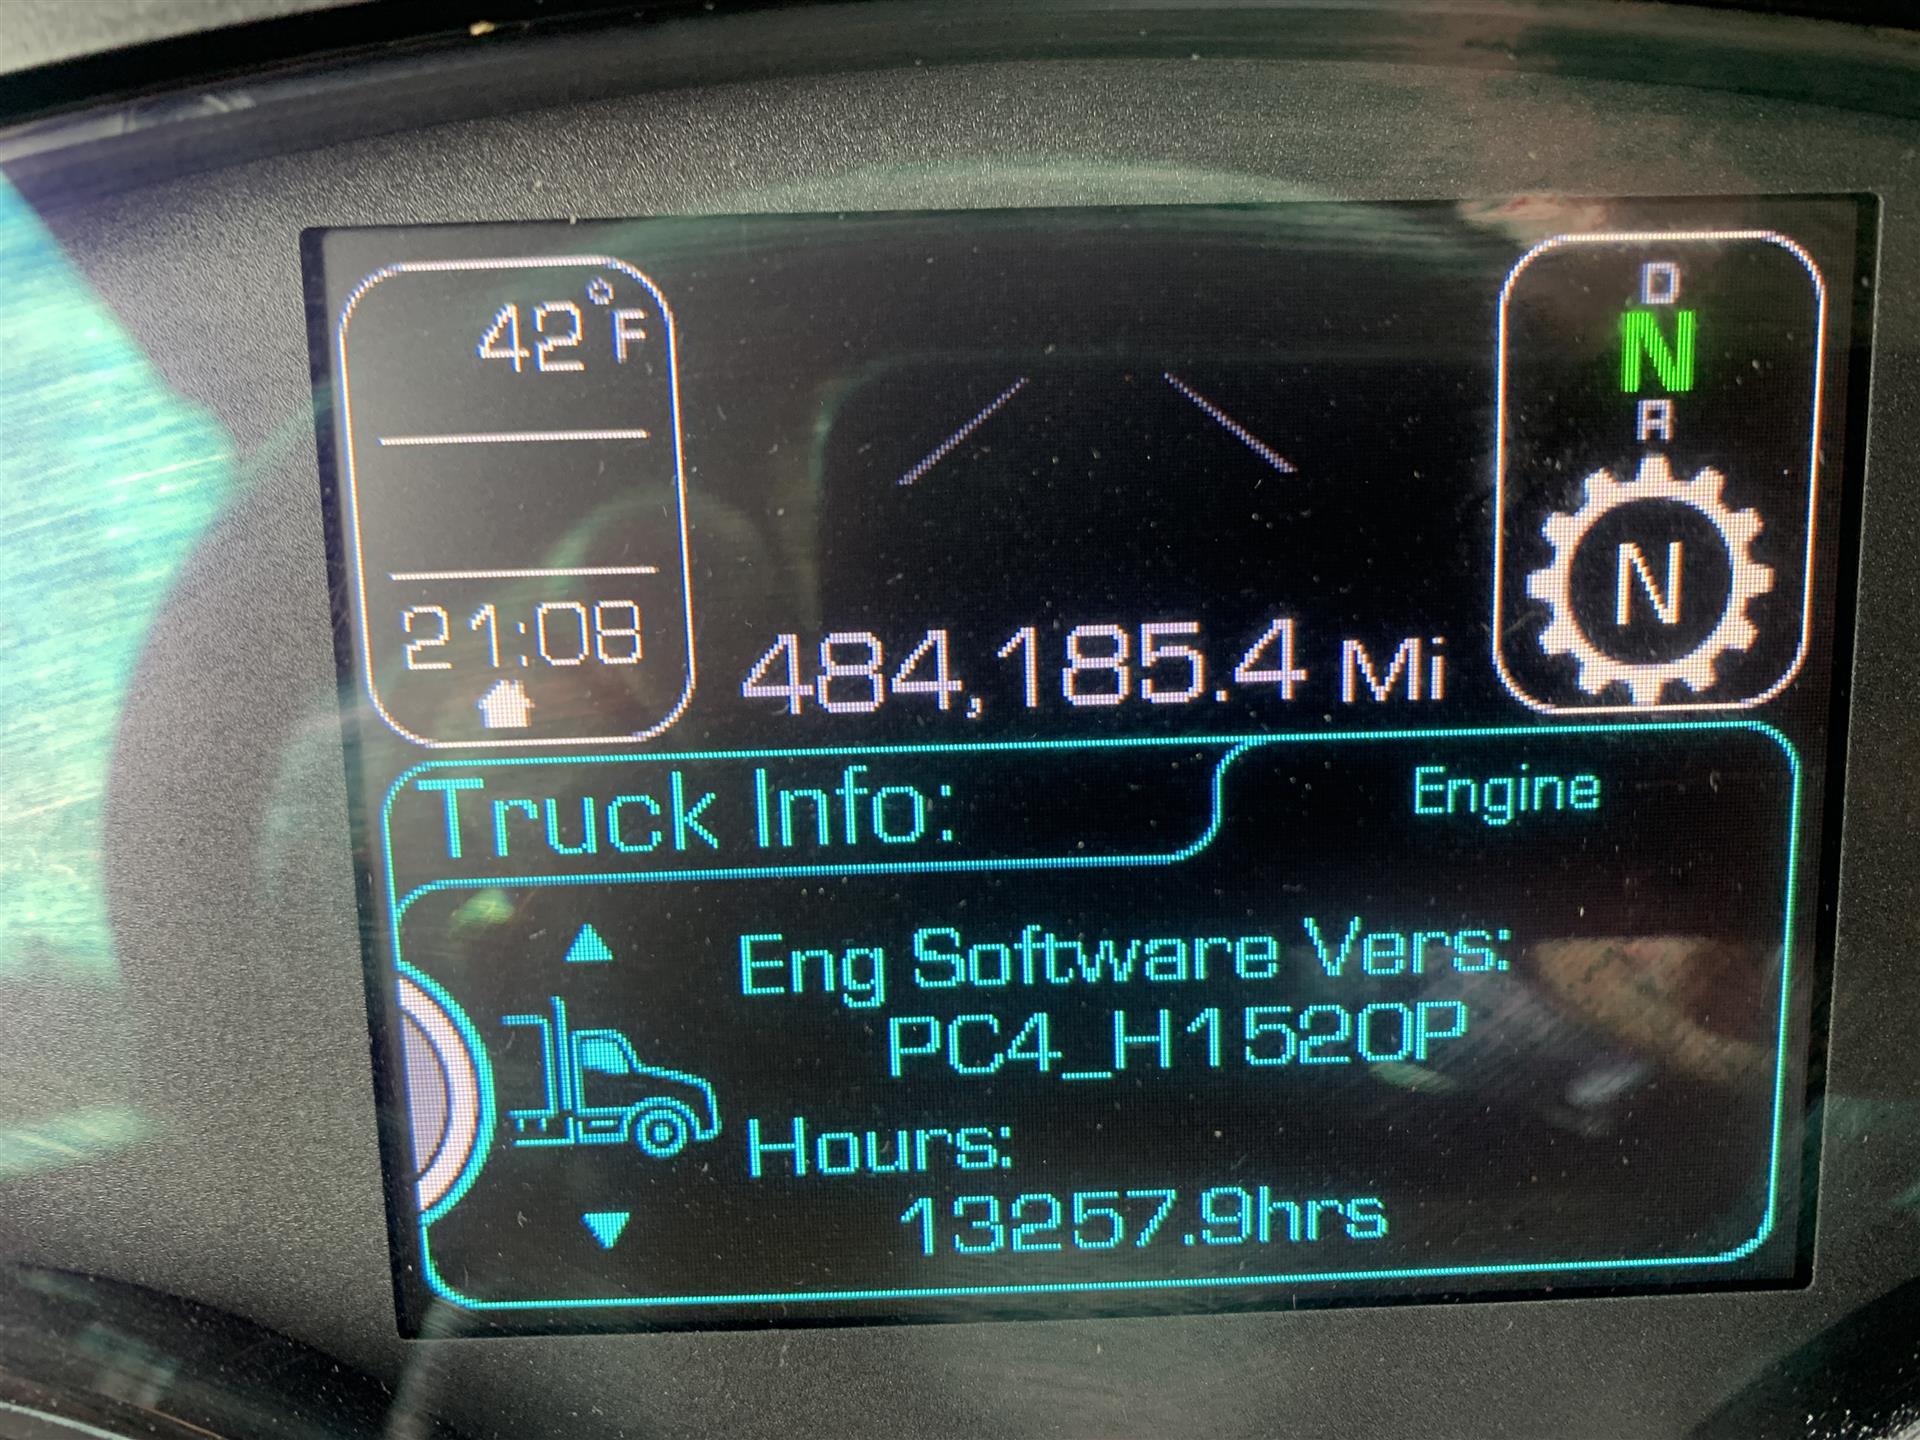 42°F
21:08
484,185.4 Mi
D
N
R
N
Truck Info:
Engine
Eng Software Vers:
PC4_H1520P
Hours:
13257.9hrs